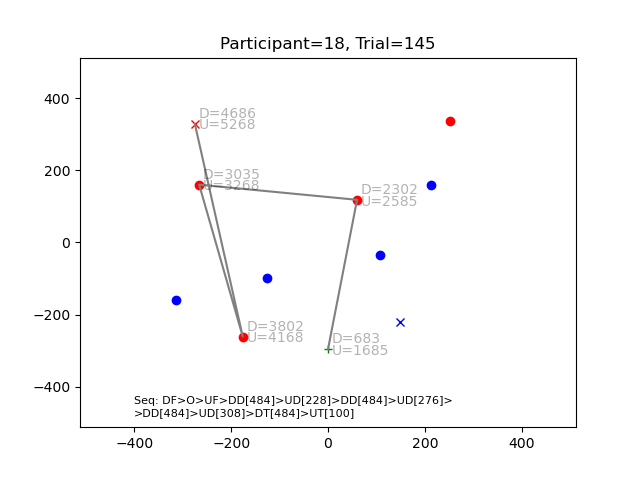 Participant=18, Trial=145
D=4686
U=5268
D=3035
U=3268
D=2302
U=2585
D=3802
U=4168
D=683
U=1685
Seq: DF>O>UF>DD[484]>UD[228]>DD[484]>UD[276]>
>DD[484]>UD[308]>DT[484]>UT[100]
400
200
0
−200
−400
−400
−200
0
200
400